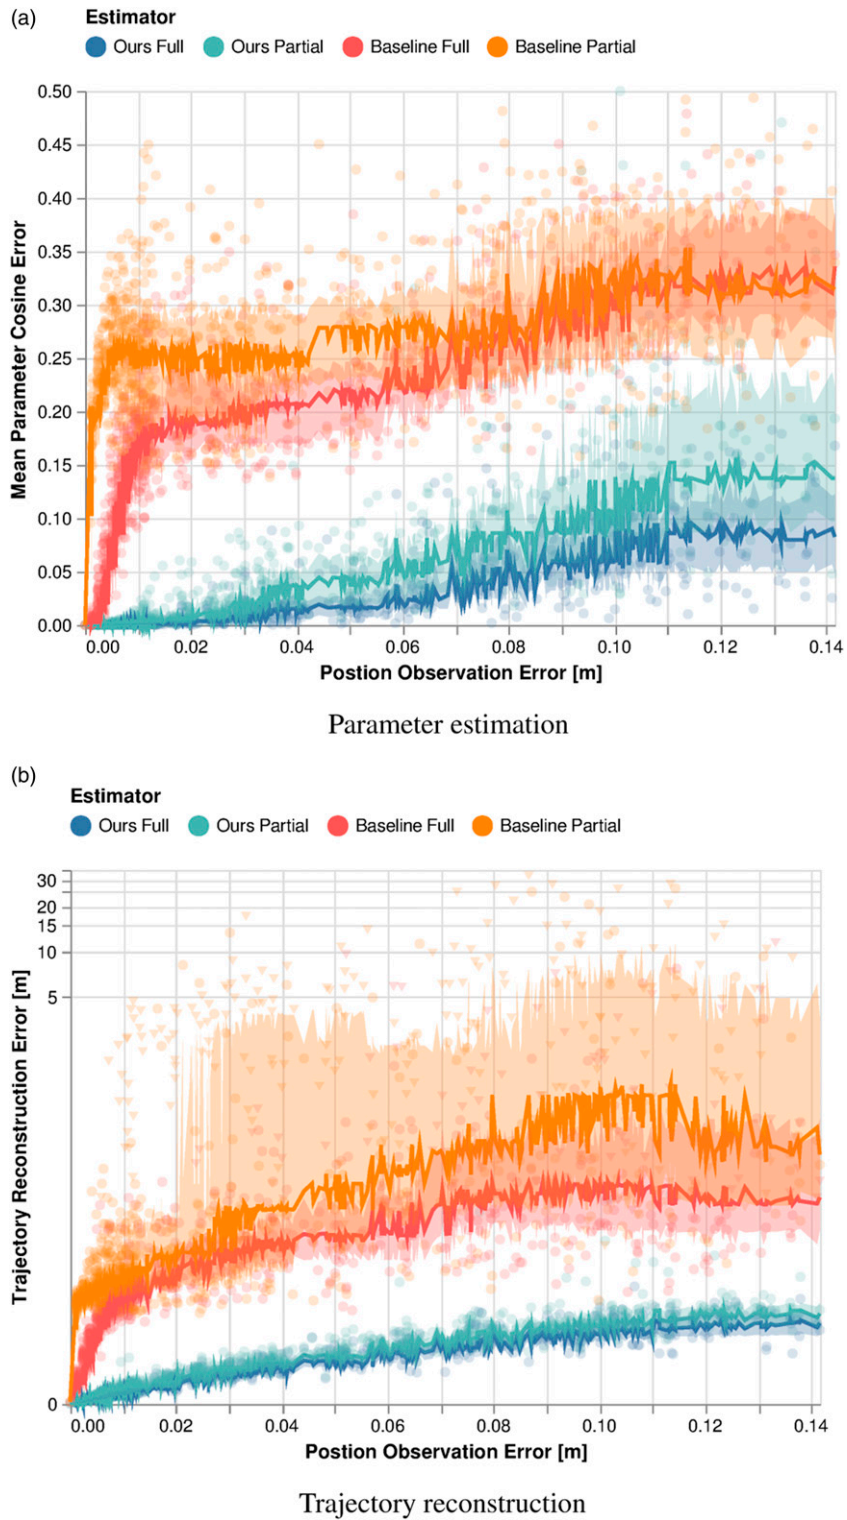 (a)
Estimator
Ours Full Ours Partial Baseline Full Baseline Partial
0.50
0.45
0.40
0.35
0.30
0.25
0.20
0.15
0.10
0.05
0.00
Mean Parameter Cosine Error
0.00 0.02 0.04 0.06 0.08 0.10 0.12 0.14
Postion Observation Error [m]
Parameter estimation
(b)
Estimator
Ours Full Ours Partial Baseline Full Baseline Partial
30
20
15
10
5
0
Trajectory Reconstruction Error [m]
0.00 0.02 0.04 0.06 0.08 0.10 0.12 0.14
Postion Observation Error [m]
Trajectory reconstruction